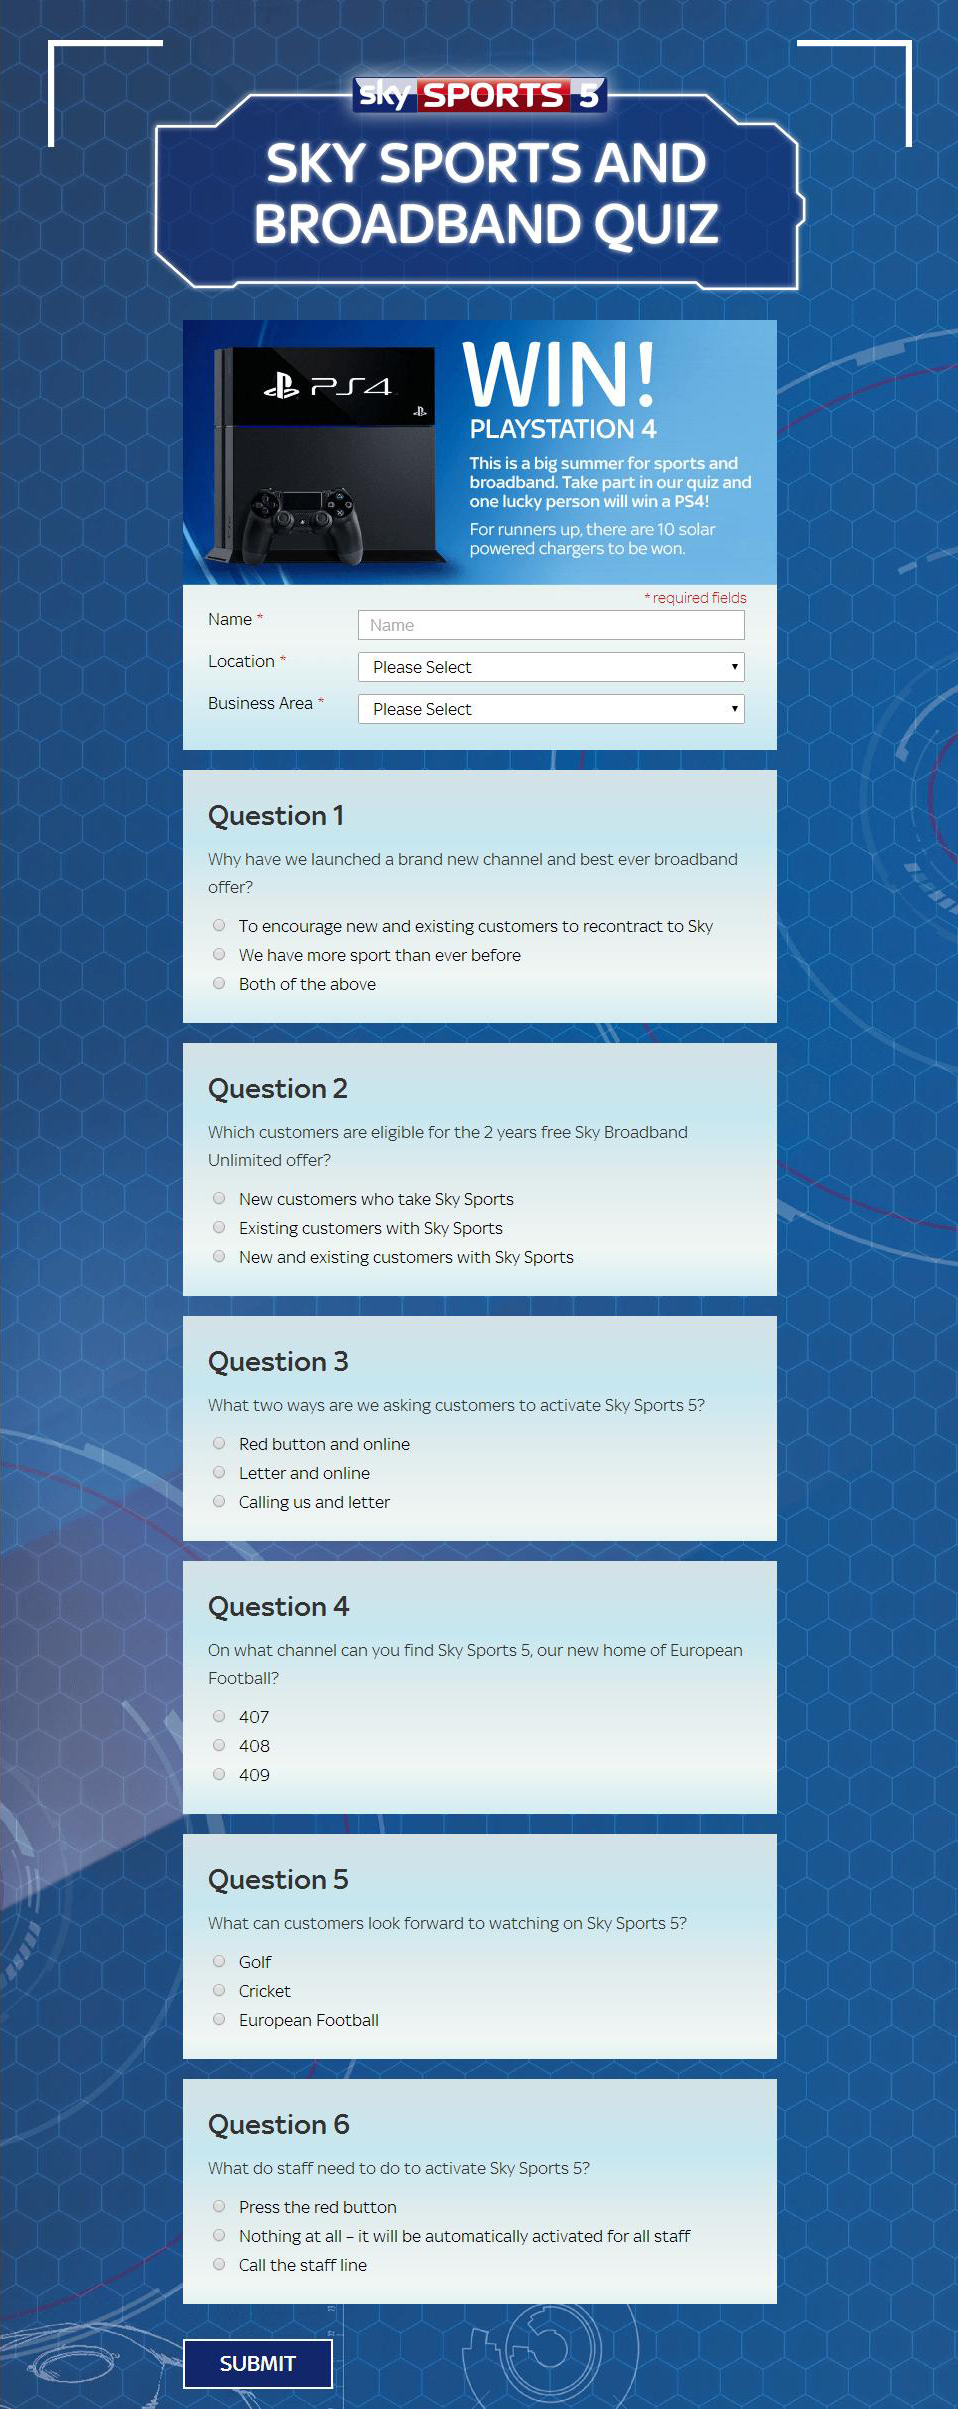 sky SPORTS 5
SKY SPORTS AND
BROADBAND QUIZ
PS4
WIN!
PLAYSTATION 4
This is a big summer for sports and
broadband. Take part in our quiz and
one lucky person will win a PS4!
For runners up, there are 10 solar
powered chargers to be won.
* required fields
Name *
Name
Location *
Please Select
Business Area *
Please Select
Question 1
Why have we launched a brand new channel and best ever broadband
offer?
To encourage new and existing customers to recontract to Sky
We have more sport than ever before
Both of the above
Question 2
Which customers are eligible for the 2 years free Sky Broadband
Unlimited offer?
New customers who take Sky Sports
Existing customers with Sky Sports
New and existing customers with Sky Sports
Question 3
What two ways are we asking customers to activate Sky Sports 5?
Red button and online
Letter and online
Calling us and letter
Question 4
On what channel can you find Sky Sports 5, our new home of European
Football?
407
408
409
Question 5
What can customers look forward to watching on Sky Sports 5?
Golf
Cricket
European Football
Question 6
What do staff need to do to activate Sky Sports 5?
Press the red button
Nothing at all – it will be automatically activated for all staff
Call the staff line
SUBMIT